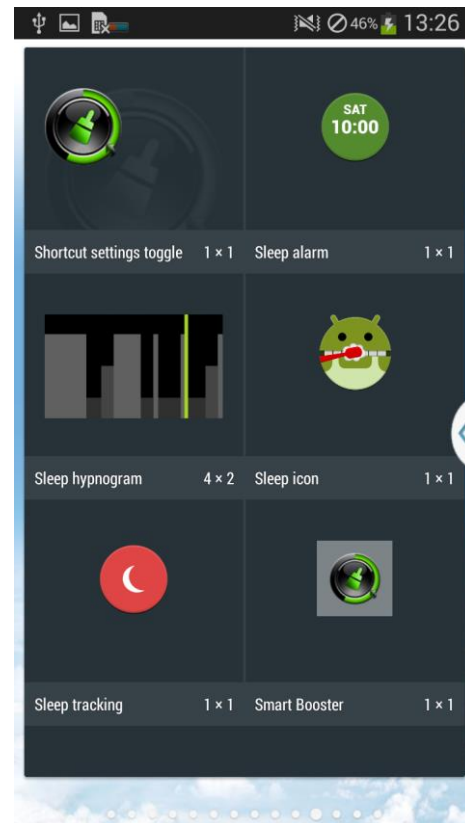 46% 13:26
SAT
10:00
Shortcut settings toggle 1 × 1 Sleep alarm 1 × 1
Sleep hypnogram 4 × 2 Sleep icon 1 × 1
Sleep tracking 1 × 1 Smart Booster 1 × 1